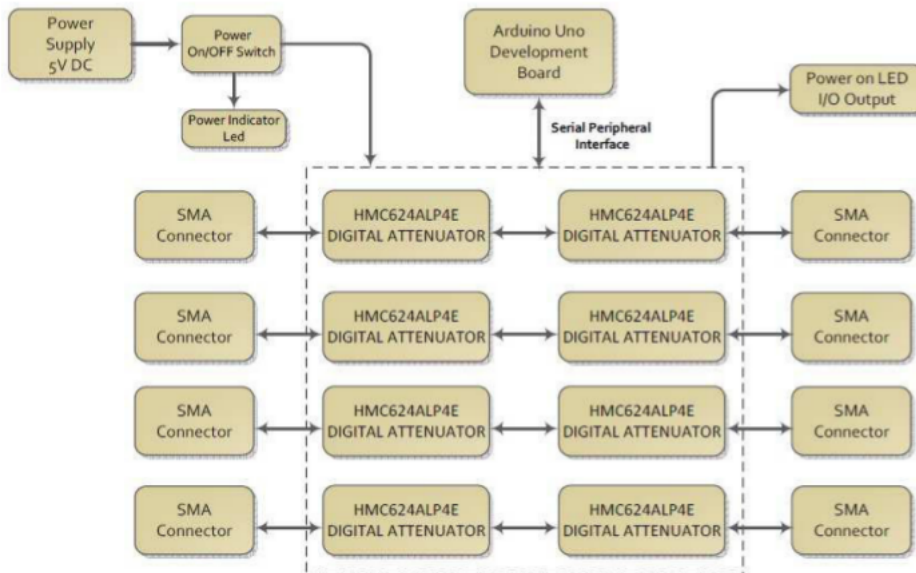 Power
Supply
5V DC
Power
On/OFF Switch
Power Indicator
Led
Arduino Uno
Development
Board
Serial Peripheral
Interface
Power on LED
I/O Output
SMA
Connector
HMC624ALP4E
DIGITAL ATTENUATOR
HMC624ALP4E
DIGITAL ATTENUATOR
SMA
Connector
SMA
Connector
HMC624ALP4E
DIGITAL ATTENUATOR
HMC624ALP4E
DIGITAL ATTENUATOR
SMA
Connector
SMA
Connector
HMC624ALP4E
DIGITAL ATTENUATOR
HMC624ALP4E
DIGITAL ATTENUATOR
SMA
Connector
SMA
Connector
HMC624ALP4E
DIGITAL ATTENUATOR
HMC624ALP4E
DIGITAL ATTENUATOR
SMA
Connector